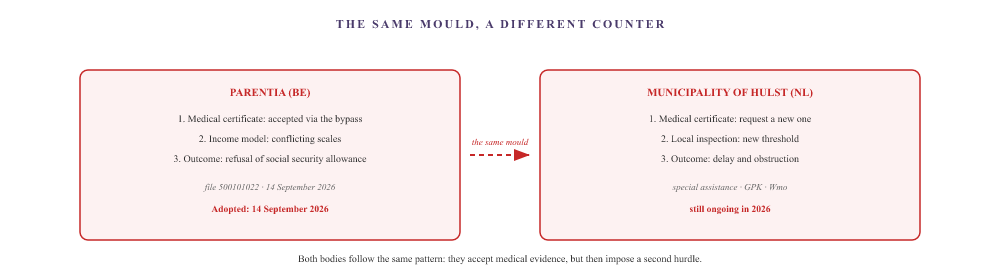 THE SAME MOULD, A DIFFERENT COUNTER
PARENTIA (BE)
1. Medical certificate: accepted via the bypass
2. Income model: conflicting scales
3. Outcome: refusal of social security allowance
file 500101022 · 14 September 2026
Adopted: 14 September 2026
the same mould
MUNICIPALITY OF HULST (NL)
1. Medical certificate: request a new one
2. Local inspection: new threshold
3. Outcome: delay and obstruction
special assistance · GPK · Wmo
still ongoing in 2026
Both bodies follow the same pattern: they accept medical evidence, but then impose a second hurdle.